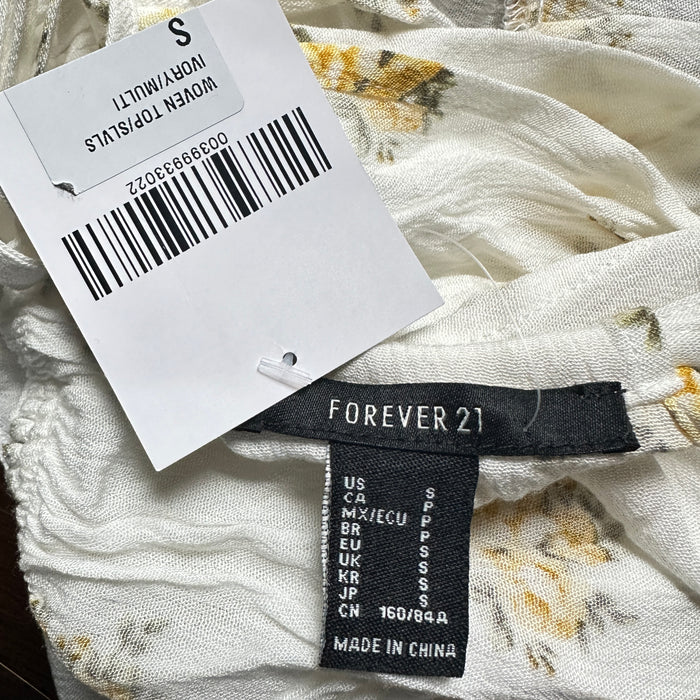 00399933022
WOVEN TOP/SLVLS
IVORY/MULTI
S
FOREVER 21
US S
CA P
MX/ECU P
BR P
EU S
UK S
KR S
JP S
CN 160/84A
MADE IN CHINA